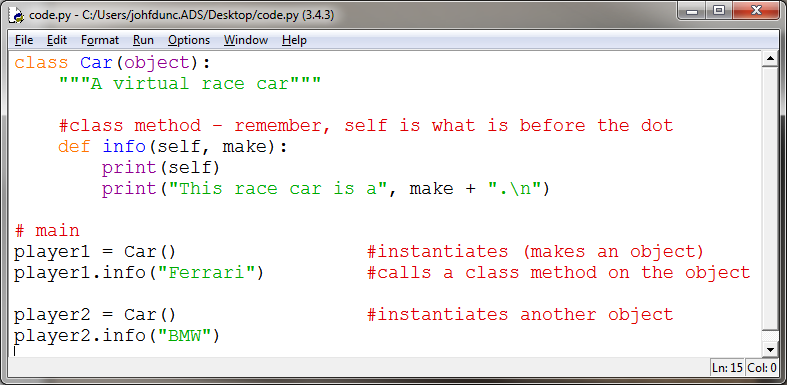 code.py - C:/Users/johfdunc.ADS/Desktop/code.py (3.4.3)
File Edit Format Run Options Window Help
class Car(object):
    """A virtual race car"""

    #class method - remember, self is what is before the dot
    def info(self, make):
        print(self)
        print("This race car is a", make + ".\n")

# main
player1 = Car()                  #instantiates (makes an object)
player1.info("Ferrari")          #calls a class method on the object

player2 = Car()                  #instantiates another object
player2.info("BMW")
Ln: 15 Col: 0